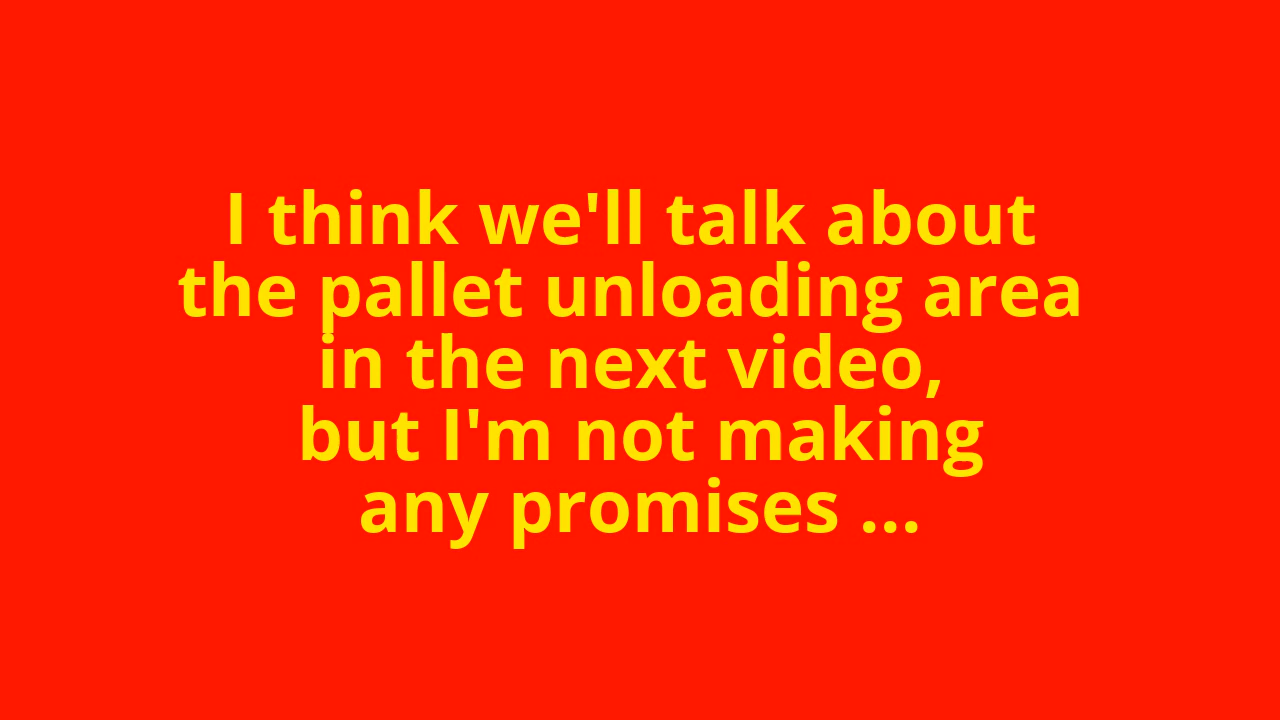 I think we'll talk about
the pallet unloading area
in the next video,
but I'm not making
any promises ...